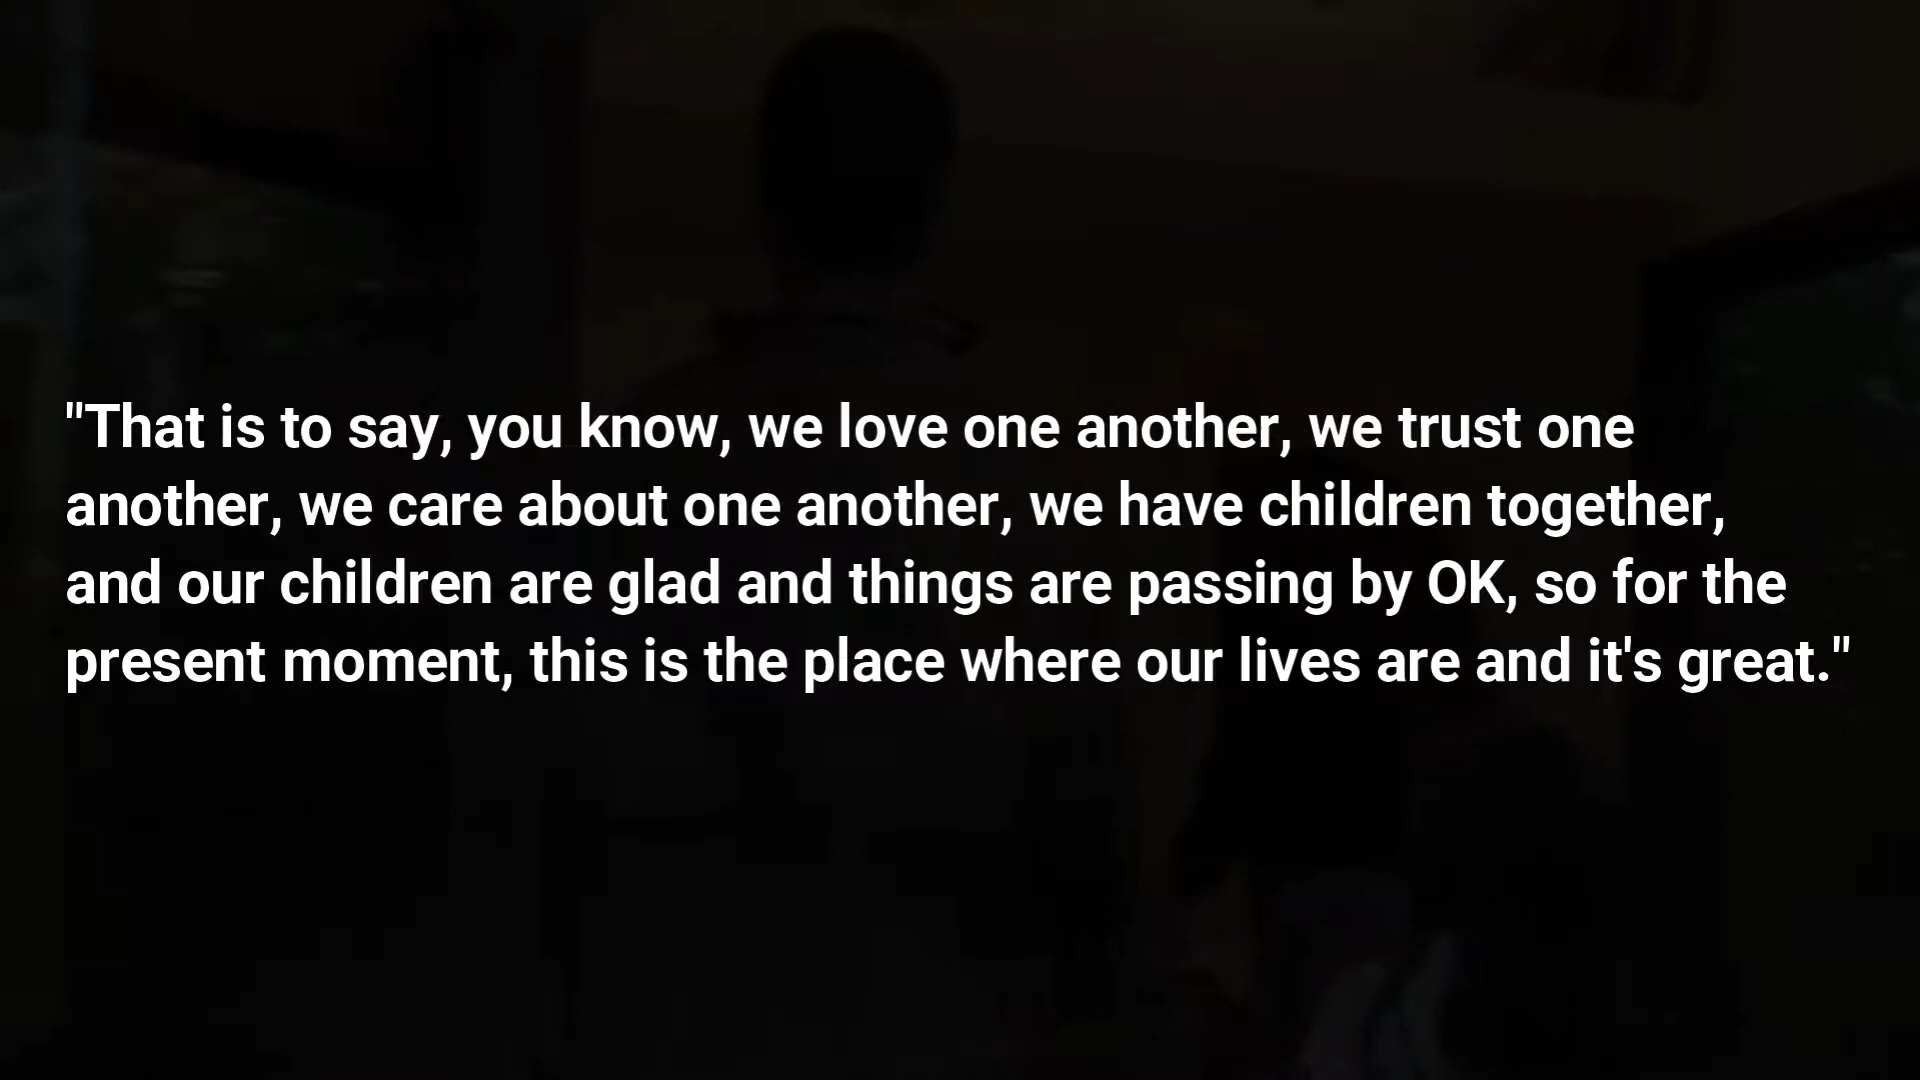 "That is to say, you know, we love one another, we trust one
another, we care about one another, we have children together,
and our children are glad and things are passing by OK, so for the
present moment, this is the place where our lives are and it's great."